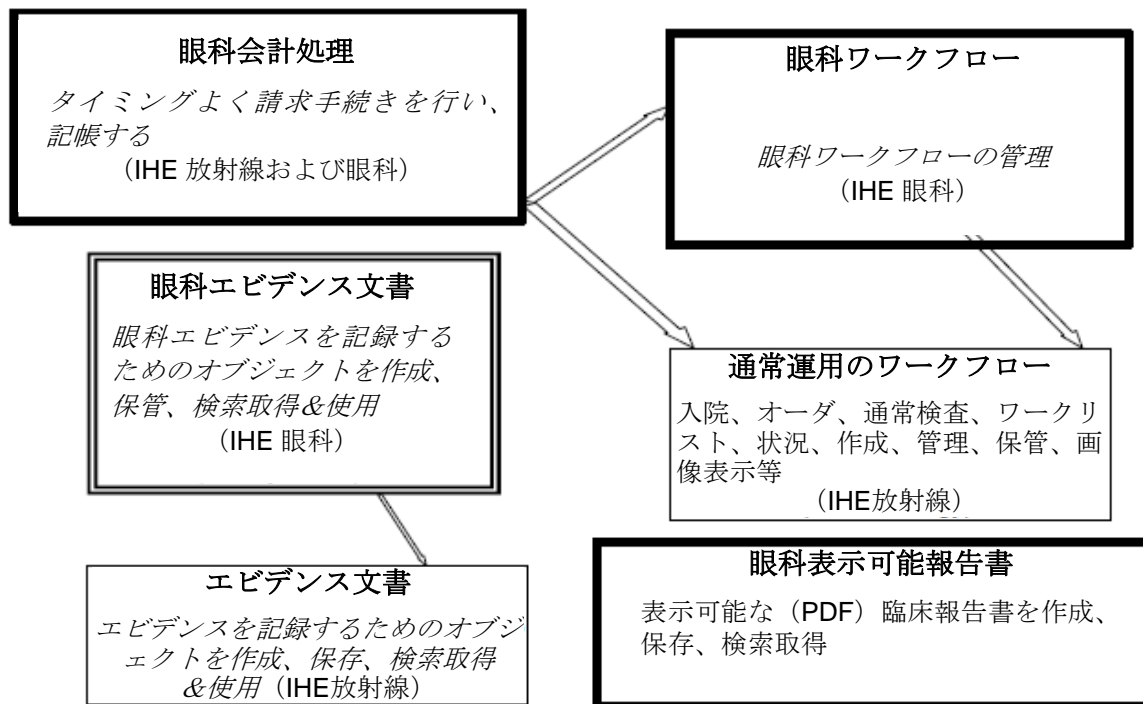 眼科会計処理
タイミングよく請求手続きを行い、
記帳する
（IHE 放射線および眼科）
眼科ワークフロー
眼科ワークフローの管理
（IHE 眼科）
眼科エビデンス文書
眼科エビデンスを記録する
ためのオブジェクトを作成、
保管、検索取得&使用
（IHE 眼科）
通常運用のワークフロー
入院、オーダ、通常検査、ワークリ
スト、状況、作成、管理、保管、画
像表示等
（IHE放射線）
エビデンス文書
エビデンスを記録するためのオブジ
ェクトを作成、保存、検索取得
&使用（IHE放射線）
眼科表示可能報告書
表示可能な（PDF）臨床報告書を作成、
保存、検索取得